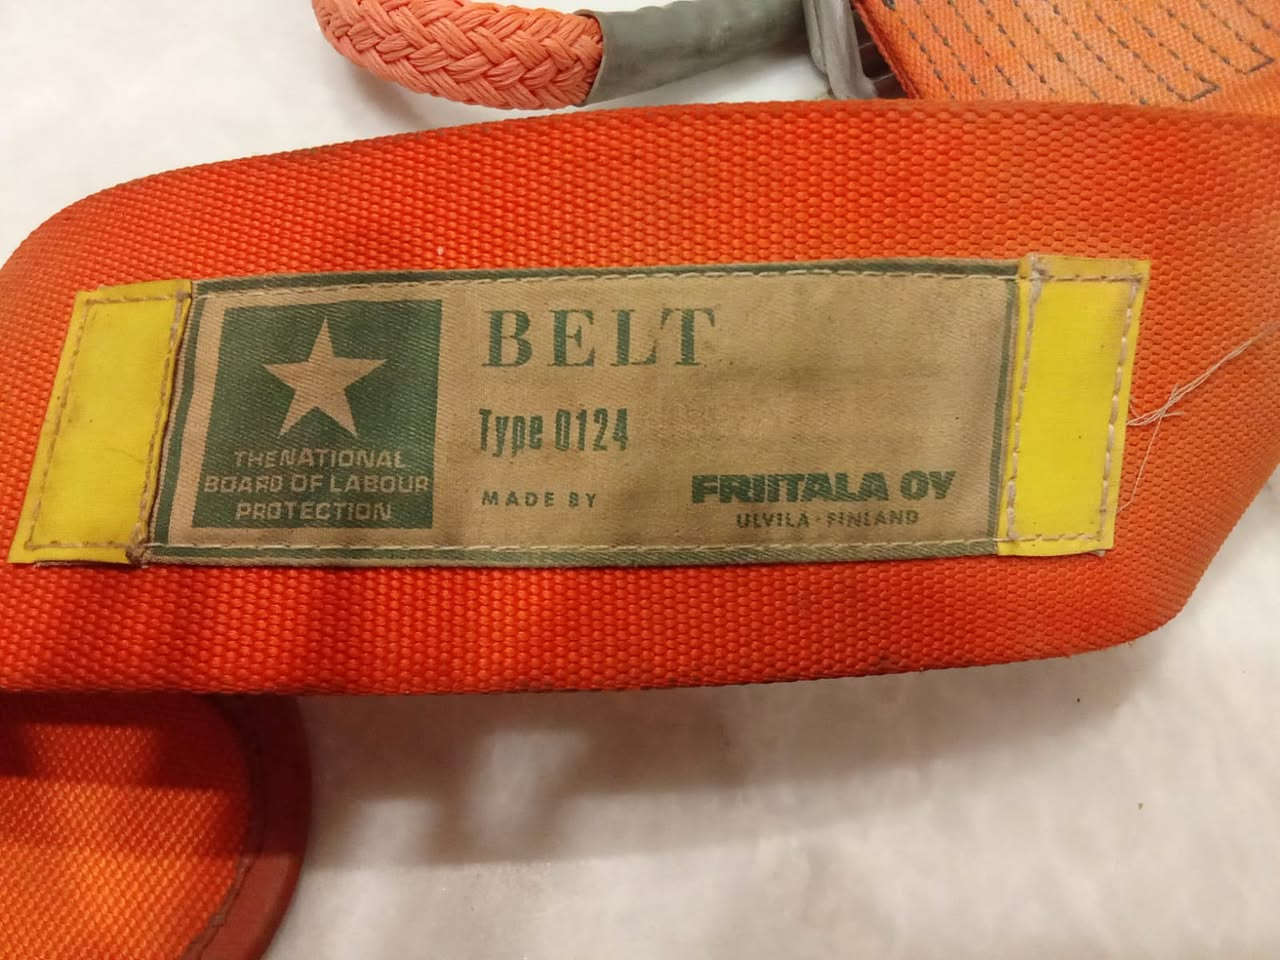 BELT
Type 0124
THE NATIONAL
BOARD OF LABOUR
PROTECTION
MADE BY
FRIITALA OY
ULVILA · FINLAND